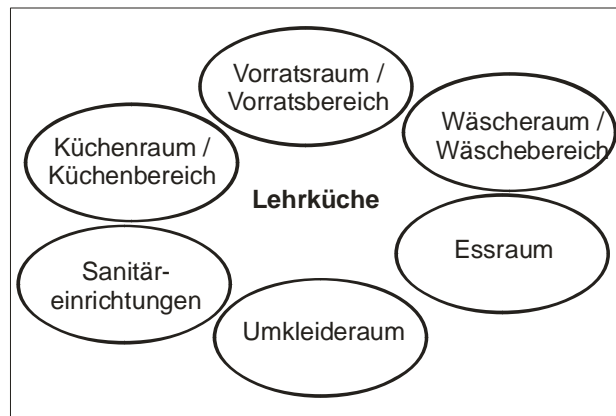 Vorratsraum /
Vorratsbereich
Wäscheraum /
Wäschebereich
Küchenraum /
Küchenbereich
Lehrküche
Essraum
Sanitär-
einrichtungen
Umkleideraum